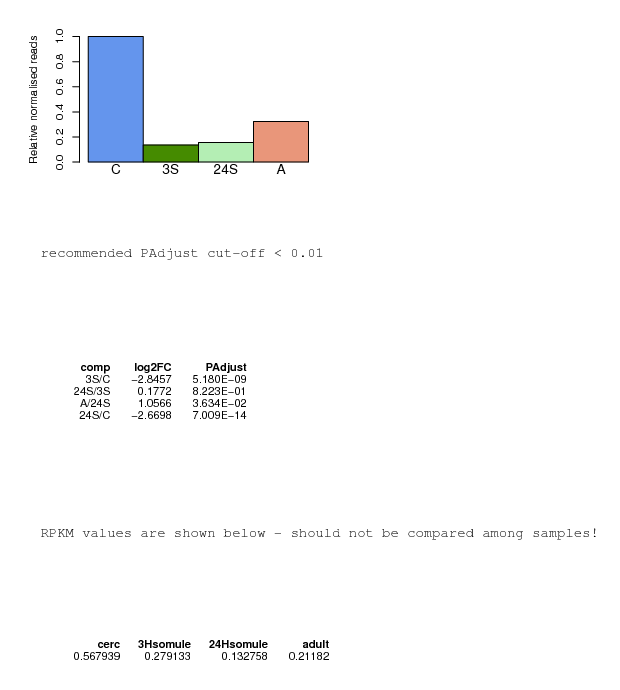 Relative normalised reads
1.0
0.8
0.6
0.4
0.2
0.0
C 3S 24S A
recommended PAdjust cut-off < 0.01
comp log2FC PAdjust
3S/C −2.8457 5.180E−09
24S/3S 0.1772 8.223E−01
A/24S 1.0566 3.634E−02
24S/C −2.6698 7.009E−14
RPKM values are shown below - should not be compared among samples!
cerc 3Hsomule 24Hsomule adult
0.567939 0.279133 0.132758 0.21182